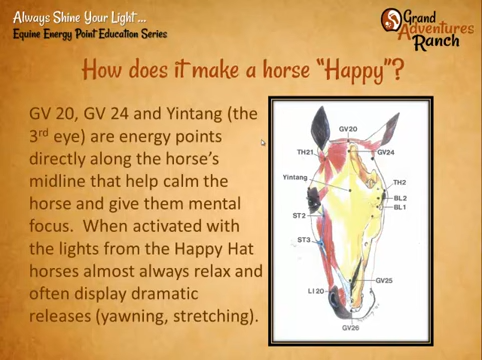 Always Shine Your Light...
Equine Energy Point Education Series
Grand
Adventures
Ranch
How does it make a horse “Happy”?
GV 20, GV 24 and Yintang (the
3rd eye) are energy points
directly along the horse’s
midline that help calm the
horse and give them mental
focus. When activated with
the lights from the Happy Hat
horses almost always relax and
often display dramatic
releases (yawning, stretching).
GV20
TH21
GV24
Yintang
TH2
BL2
BL1
ST2
ST3
GV25
LI 20
GV26